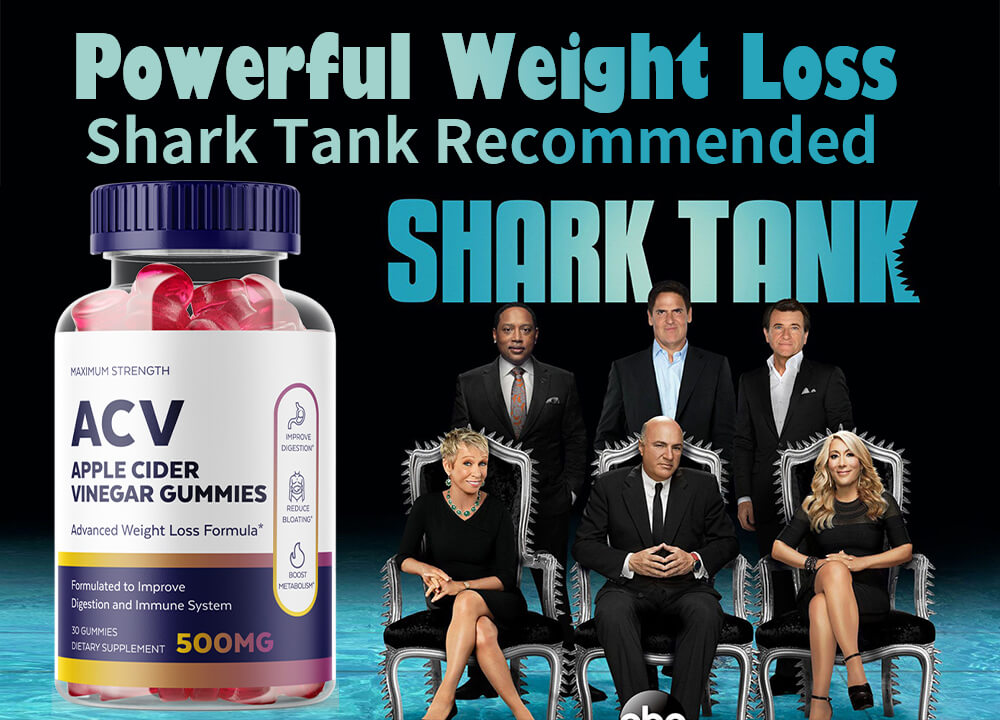 Powerful Weight Loss
Shark Tank Recommended
SHARK TANK
MAXIMUM STRENGTH
ACV
APPLE CIDER
VINEGAR GUMMIES
Advanced Weight Loss Formula*
IMPROVE
DIGESTION*
REDUCE
BLOATING*
BOOST
METABOLISM*
Formulated to Improve
Digestion and Immune System
30 GUMMIES
DIETARY SUPPLEMENT 500MG
abc